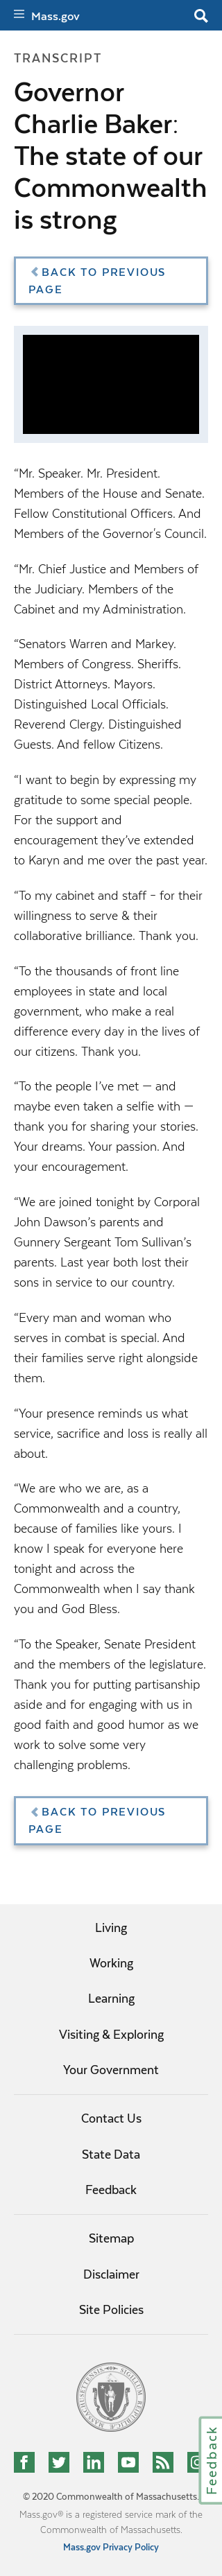 Mass.gov
TRANSCRIPT
Governor
Charlie Baker:
The state of our
Commonwealth
is strong
BACK TO PREVIOUS
PAGE
“Mr. Speaker. Mr. President.
Members of the House and Senate.
Fellow Constitutional Officers. And
Members of the Governor's Council.
“Mr. Chief Justice and Members of
the Judiciary. Members of the
Cabinet and my Administration.
“Senators Warren and Markey.
Members of Congress. Sheriffs.
District Attorneys. Mayors.
Distinguished Local Officials.
Reverend Clergy. Distinguished
Guests. And fellow Citizens.
“I want to begin by expressing my
gratitude to some special people.
For the support and
encouragement they’ve extended
to Karyn and me over the past year.
“To my cabinet and staff – for their
willingness to serve & their
collaborative brilliance. Thank you.
“To the thousands of front line
employees in state and local
government, who make a real
difference every day in the lives of
our citizens. Thank you.
“To the people I’ve met — and
maybe even taken a selfie with —
thank you for sharing your stories.
Your dreams. Your passion. And
your encouragement.
“We are joined tonight by Corporal
John Dawson’s parents and
Gunnery Sergeant Tom Sullivan’s
parents. Last year both lost their
sons in service to our country.
“Every man and woman who
serves in combat is special. And
their families serve right alongside
them.
“Your presence reminds us what
service, sacrifice and loss is really all
about.
“We are who we are, as a
Commonwealth and a country,
because of families like yours. I
know I speak for everyone here
tonight and across the
Commonwealth when I say thank
you and God Bless.
“To the Speaker, Senate President
and the members of the legislature.
Thank you for putting partisanship
aside and for engaging with us in
good faith and good humor as we
work to solve some very
challenging problems.
BACK TO PREVIOUS
PAGE
Living
Working
Learning
Visiting & Exploring
Your Government
Contact Us
State Data
Feedback
Sitemap
Disclaimer
Site Policies
Feedback
© 2020 Commonwealth of Massachusetts.
Mass.gov® is a registered service mark of the
Commonwealth of Massachusetts.
Mass.gov Privacy Policy